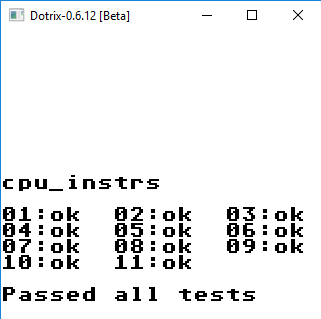 Dotrix-0.6.12 [Beta]
cpu_instrs
01:ok 02:ok 03:ok
04:ok 05:ok 06:ok
07:ok 08:ok 09:ok
10:ok 11:ok
Passed all tests